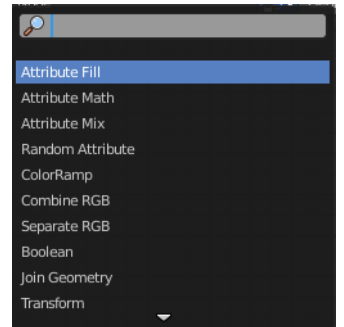 Attribute Fill
Attribute Math
Attribute Mix
Random Attribute
ColorRamp
Combine RGB
Separate RGB
Boolean
Join Geometry
Transform